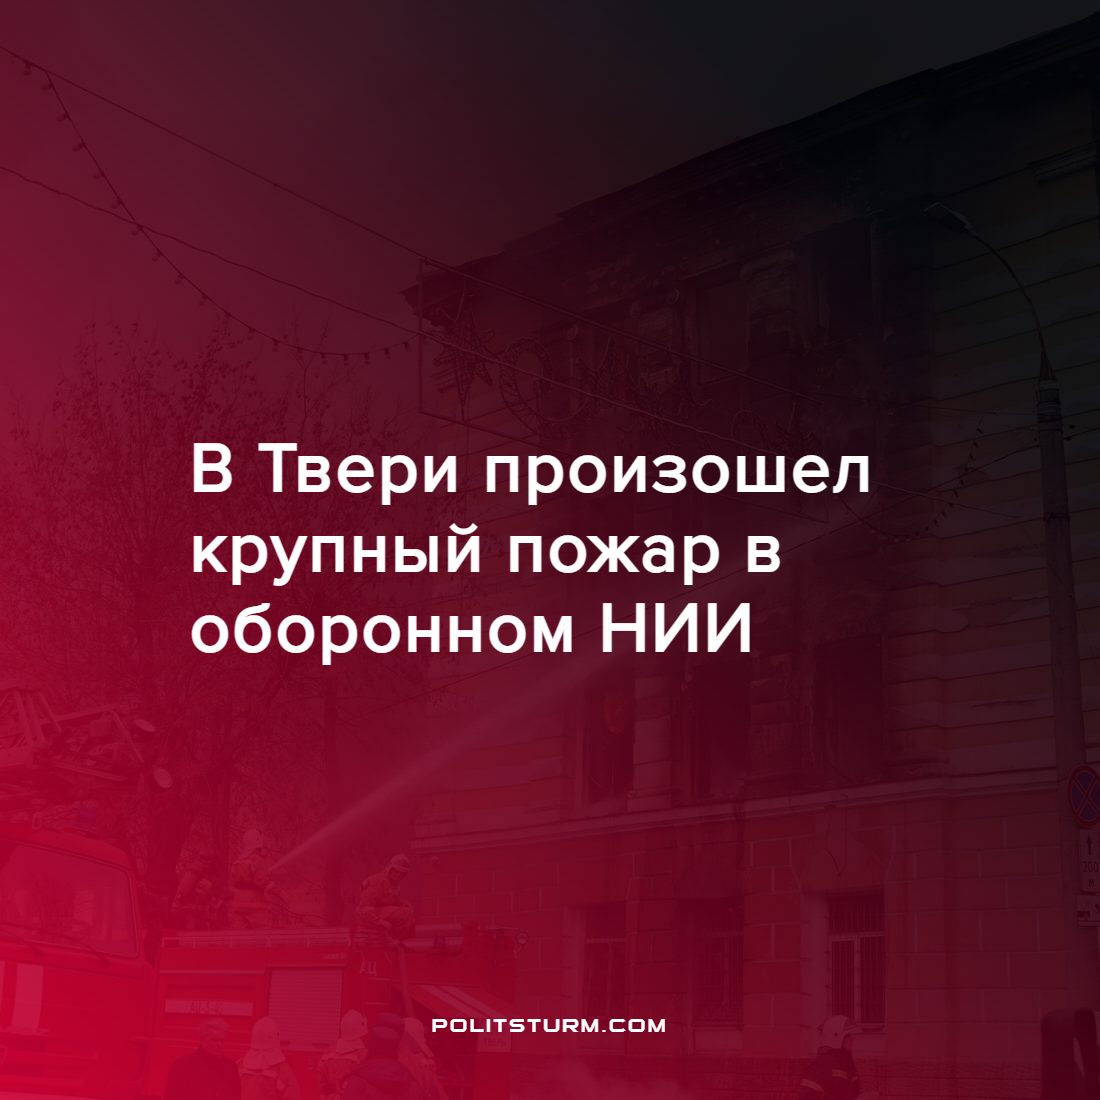 В Твери произошел
крупный пожар в
оборонном НИИ
POLITSTURM.COM